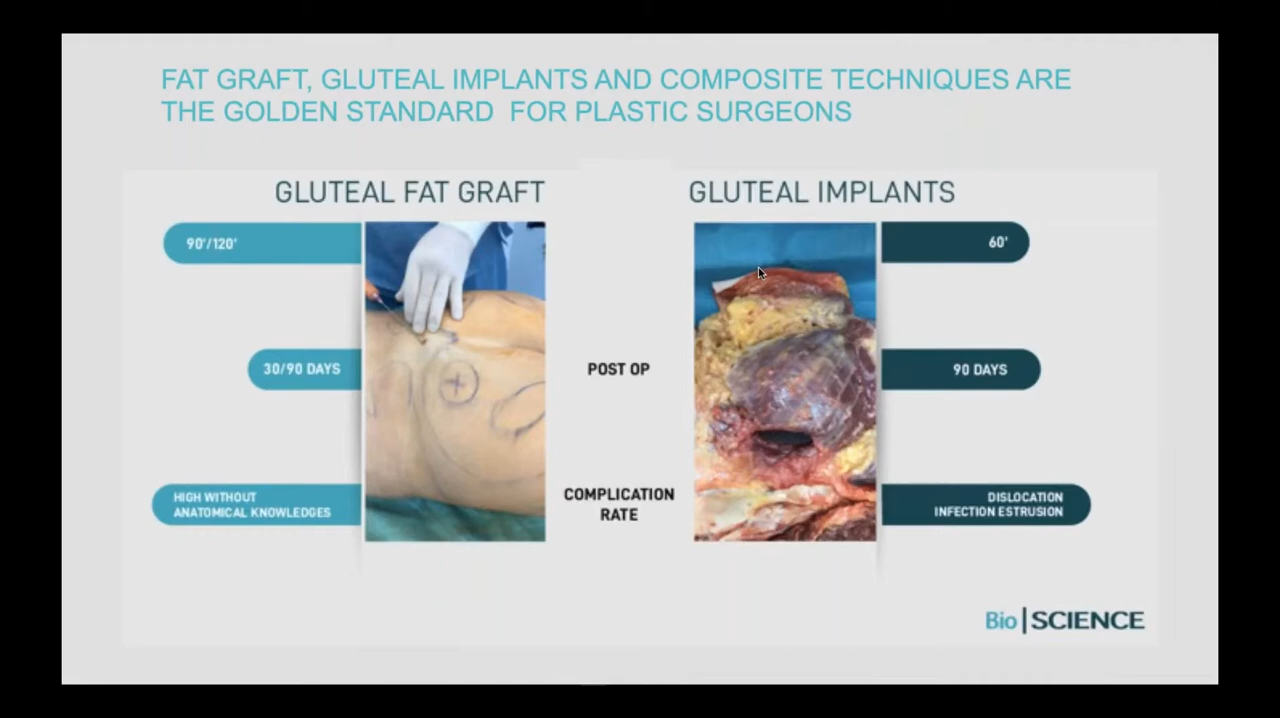 FAT GRAFT, GLUTEAL IMPLANTS AND COMPOSITE TECHNIQUES ARE
THE GOLDEN STANDARD FOR PLASTIC SURGEONS
GLUTEAL FAT GRAFT
GLUTEAL IMPLANTS
90'/120'
60'
30/90 DAYS
POST OP
90 DAYS
HIGH WITHOUT
ANATOMICAL KNOWLEDGES
COMPLICATION
RATE
DISLOCATION
INFECTION ESTRUSION
Bio|SCIENCE